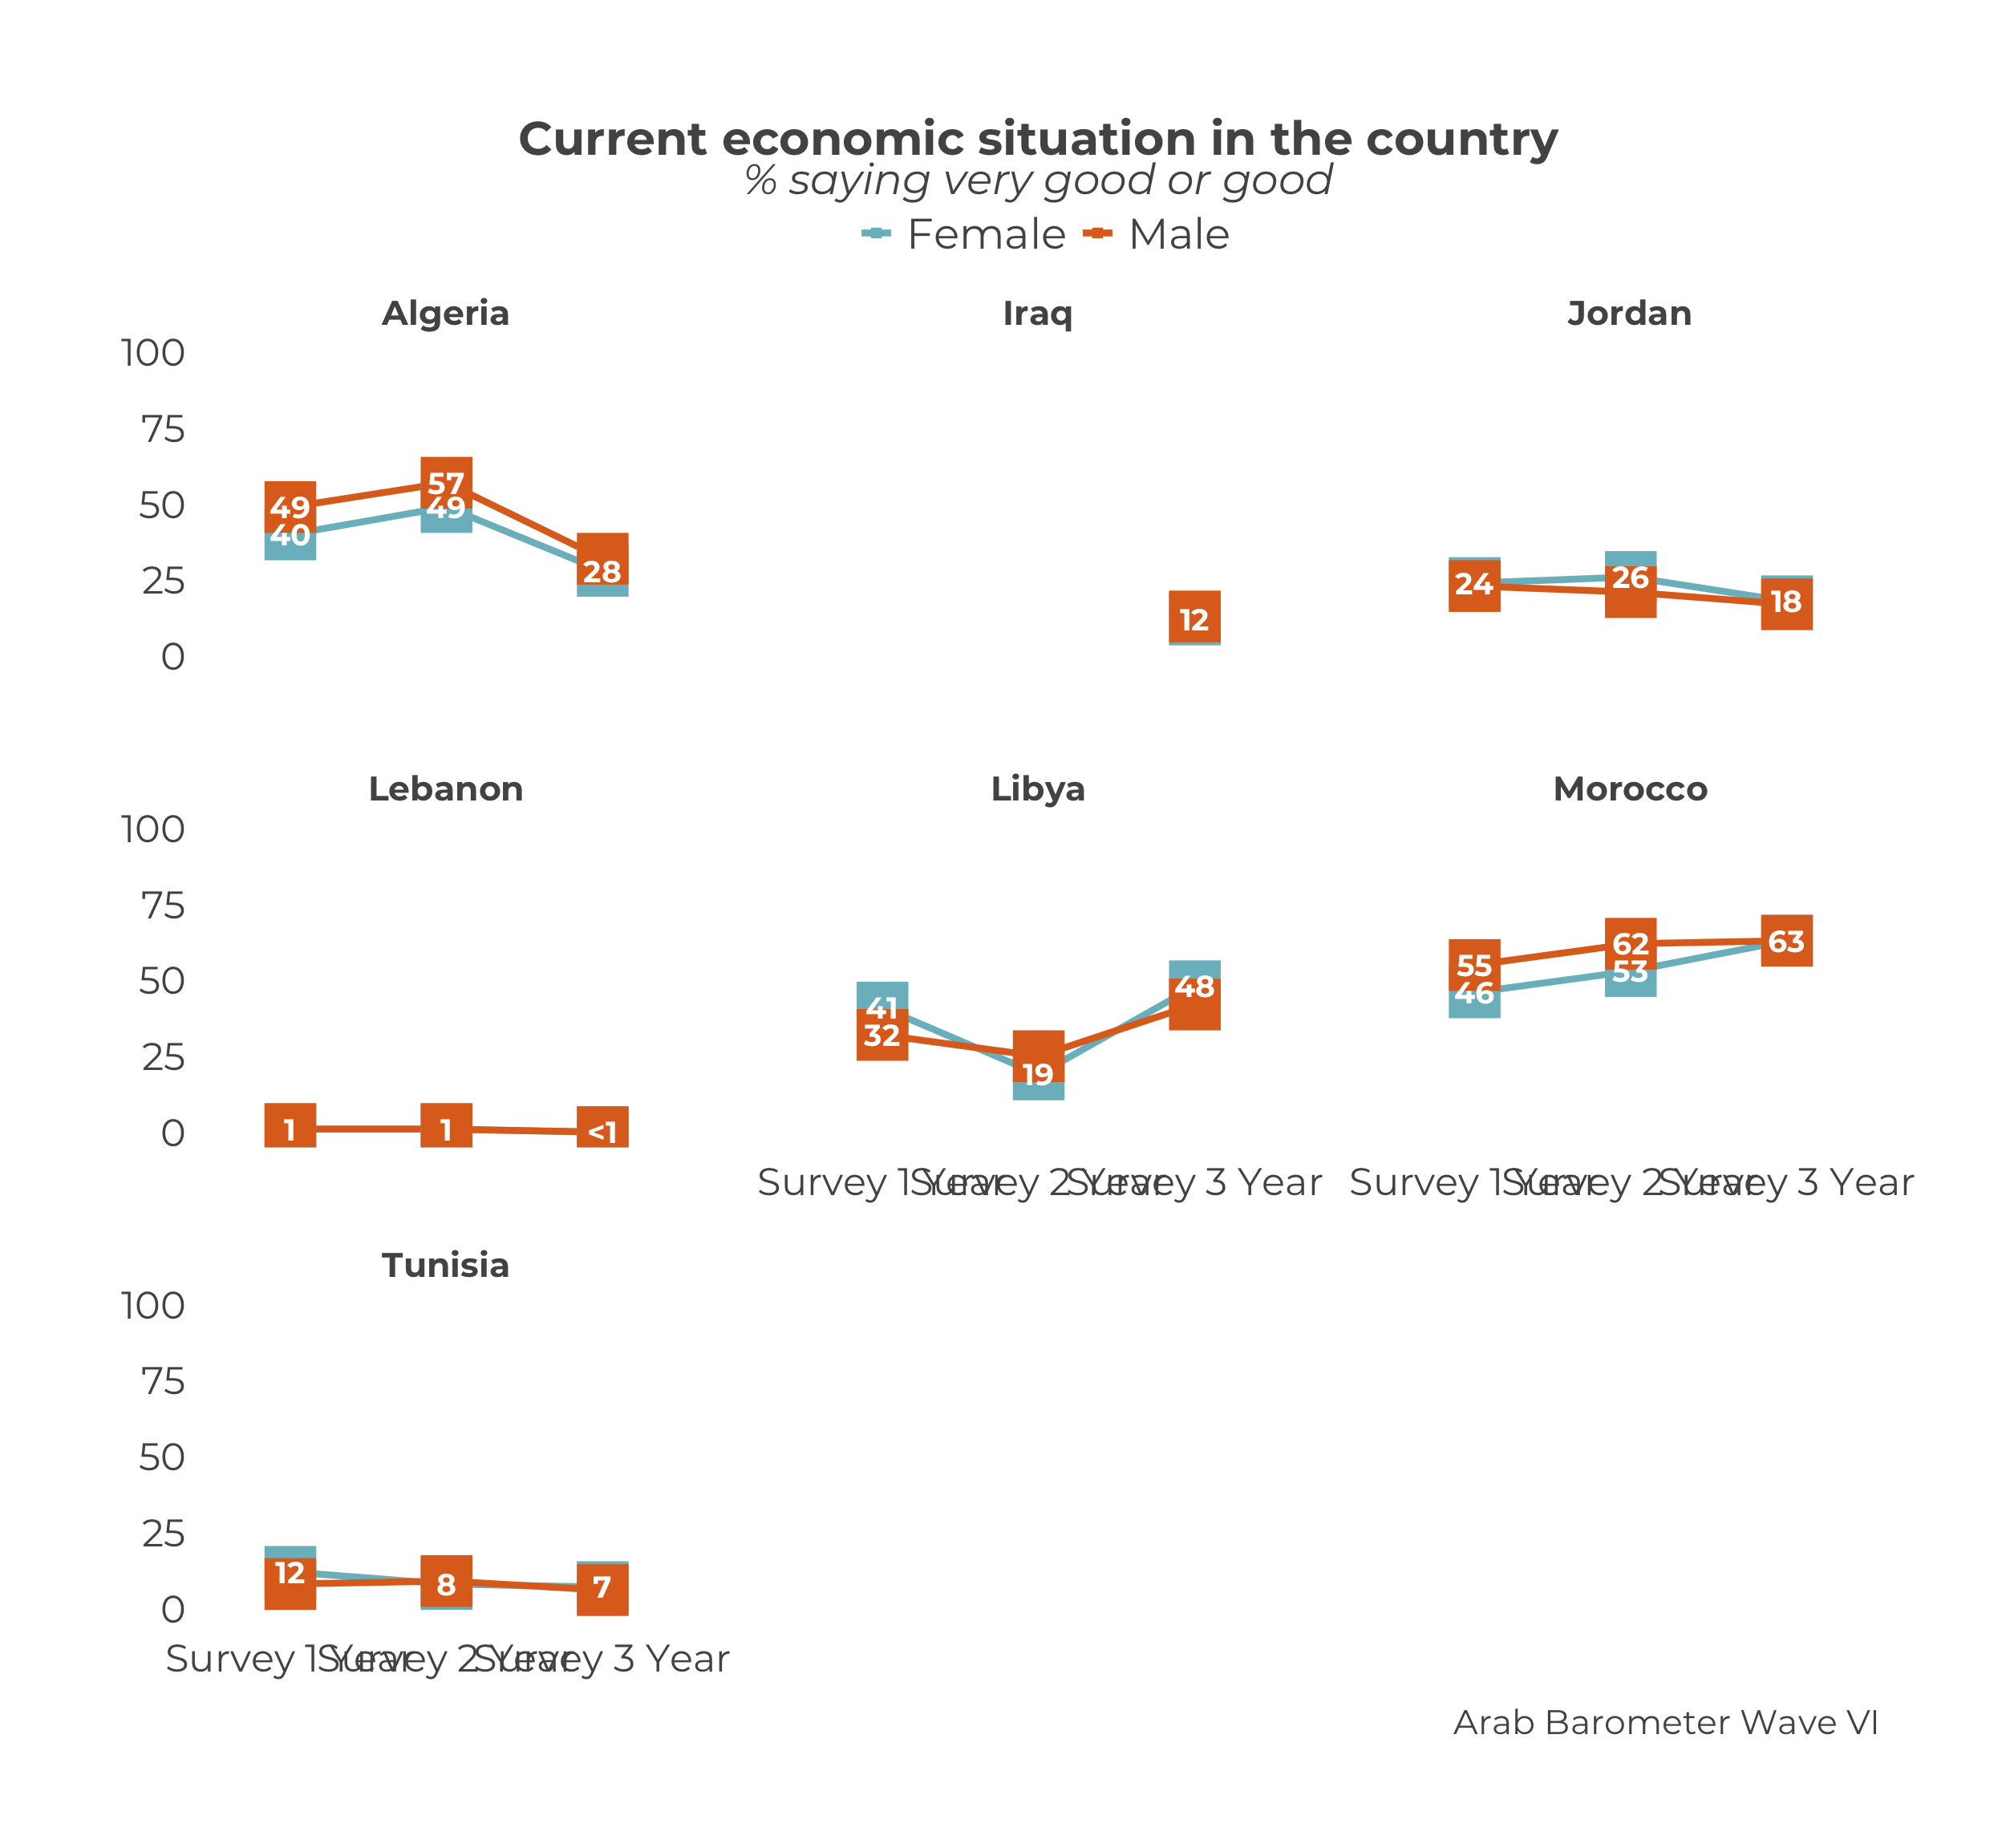 Current economic situation in the country
% saying very good or good
Female Male
Algeria Iraq Jordan
100
75
50
25
0
49 57
40 49 28
12
24 26 18
Lebanon Libya Morocco
100
75
50
25
0
1 1 <1
41 48
32 19
55 62 63
46 53
Survey 1 Year Survey 2 Year Survey 3 Year Survey 1 Year Survey 2 Year Survey 3 Year
Tunisia
100
75
50
25
0
12 8 7
Survey 1 Year Survey 2 Year Survey 3 Year
Arab Barometer Wave VI